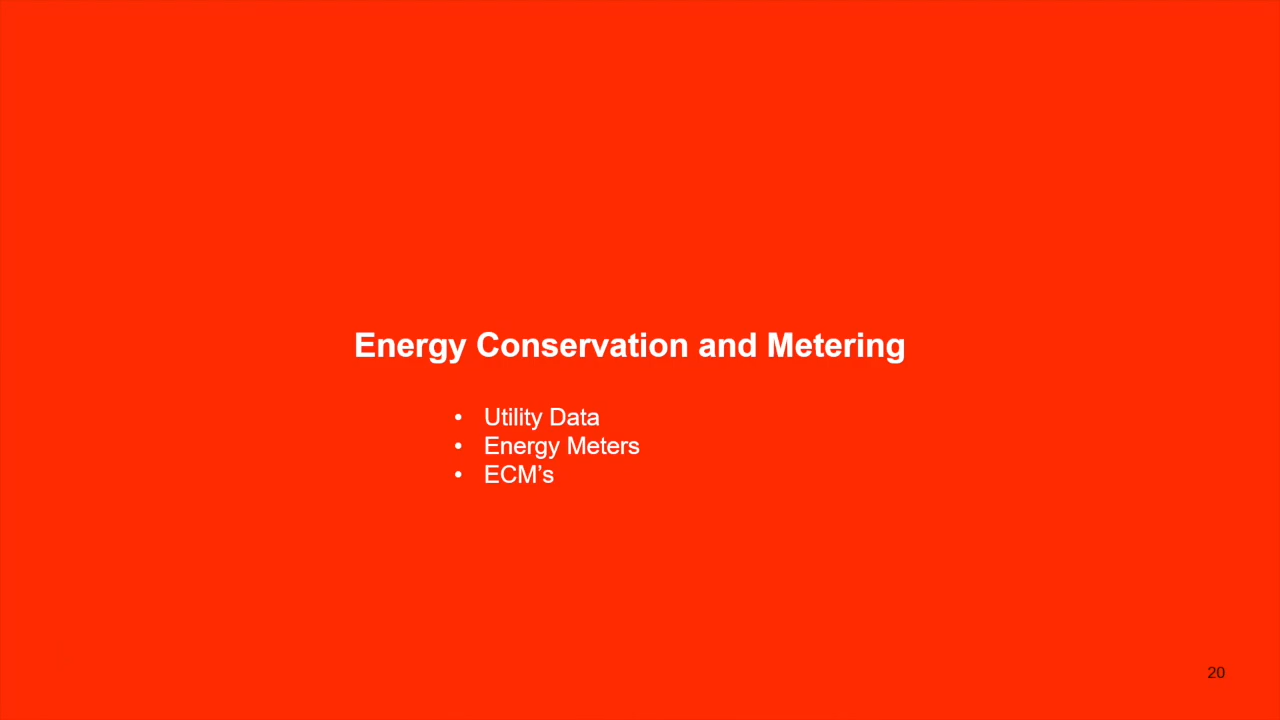 Energy Conservation and Metering
• Utility Data
• Energy Meters
• ECM’s
20